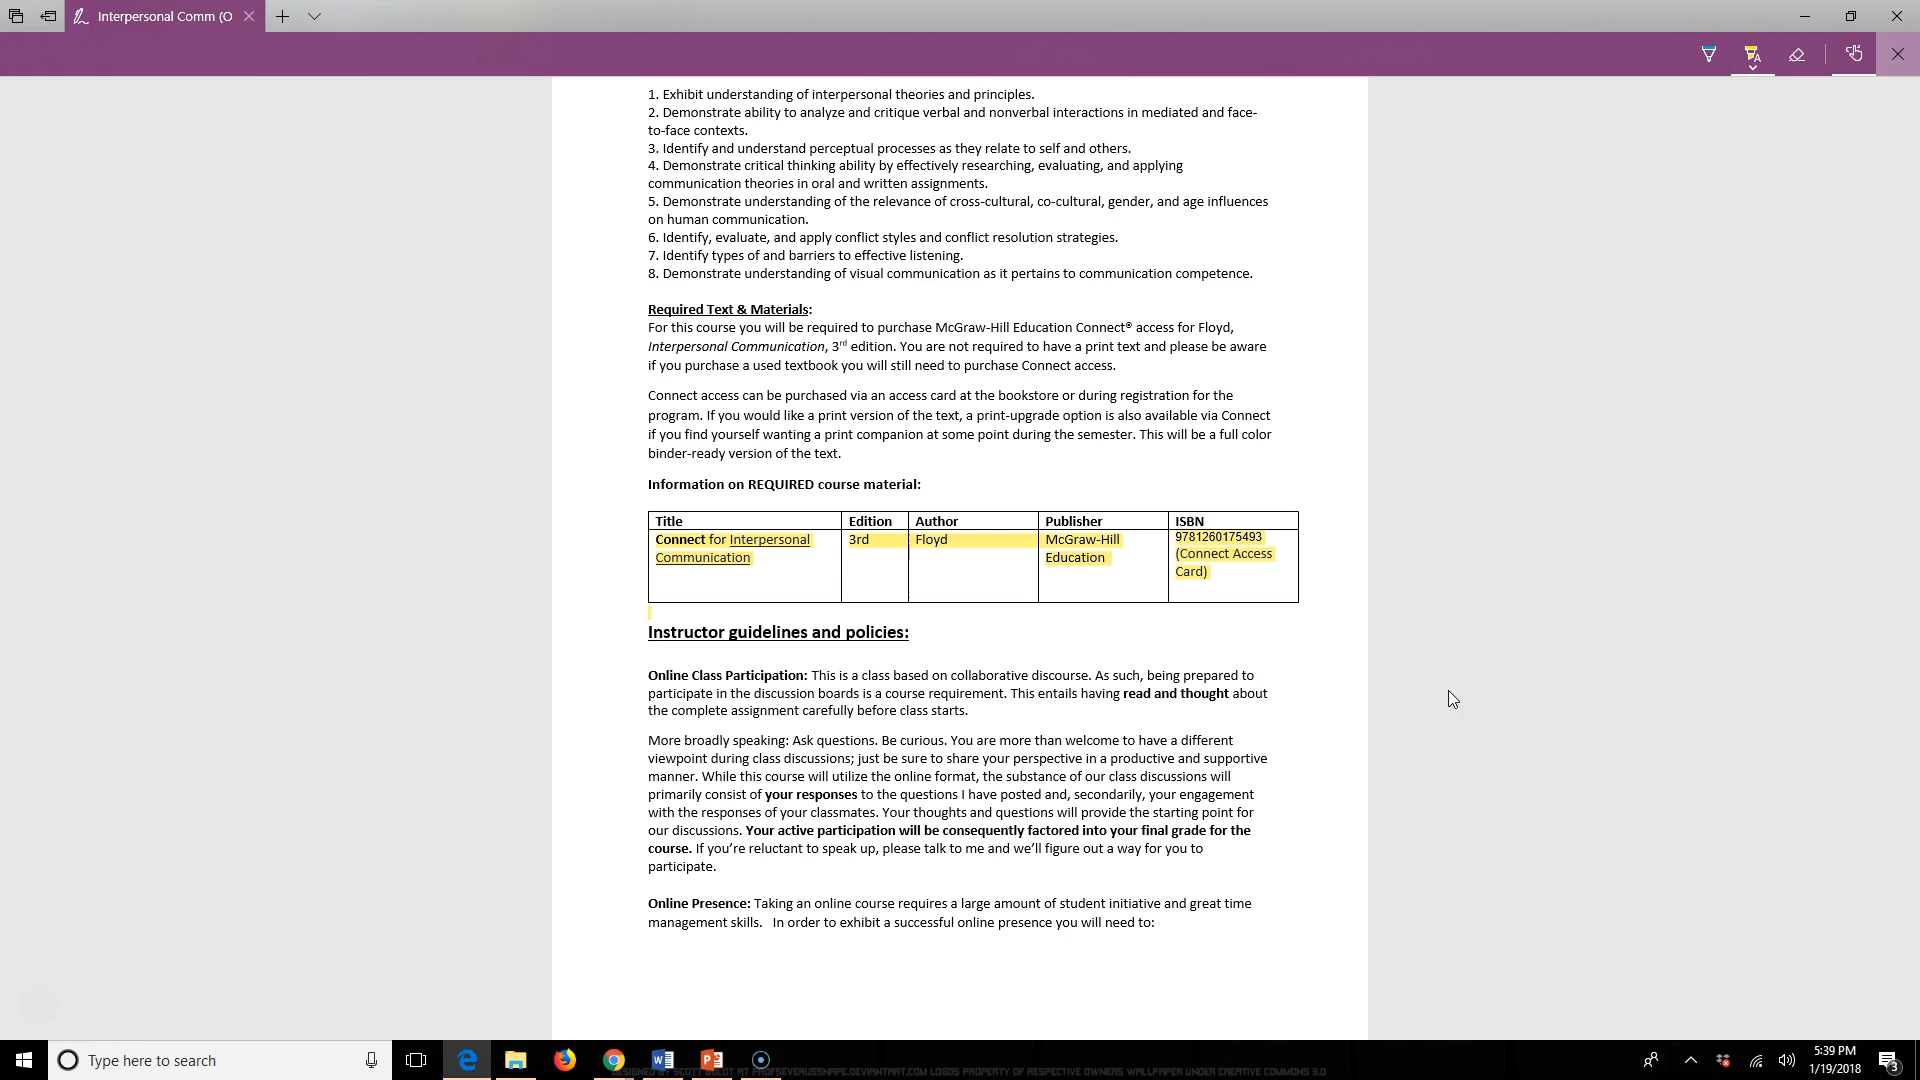 Interpersonal Comm (O
1. Exhibit understanding of interpersonal theories and principles.
2. Demonstrate ability to analyze and critique verbal and nonverbal interactions in mediated and face-
to-face contexts.
3. Identify and understand perceptual processes as they relate to self and others.
4. Demonstrate critical thinking ability by effectively researching, evaluating, and applying
communication theories in oral and written assignments.
5. Demonstrate understanding of the relevance of cross-cultural, co-cultural, gender, and age influences
on human communication.
6. Identify, evaluate, and apply conflict styles and conflict resolution strategies.
7. Identify types of and barriers to effective listening.
8. Demonstrate understanding of visual communication as it pertains to communication competence.
Required Text & Materials:
For this course you will be required to purchase McGraw-Hill Education Connect® access for Floyd,
Interpersonal Communication, 3rd edition. You are not required to have a print text and please be aware
if you purchase a used textbook you will still need to purchase Connect access.
Connect access can be purchased via an access card at the bookstore or during registration for the
program. If you would like a print version of the text, a print-upgrade option is also available via Connect
if you find yourself wanting a print companion at some point during the semester. This will be a full color
binder-ready version of the text.
Information on REQUIRED course material:
Title Edition Author Publisher ISBN
Connect for Interpersonal 3rd Floyd McGraw-Hill 9781260175493
Communication Education (Connect Access
Card)
Instructor guidelines and policies:
Online Class Participation: This is a class based on collaborative discourse. As such, being prepared to
participate in the discussion boards is a course requirement. This entails having read and thought about
the complete assignment carefully before class starts.
More broadly speaking: Ask questions. Be curious. You are more than welcome to have a different
viewpoint during class discussions; just be sure to share your perspective in a productive and supportive
manner. While this course will utilize the online format, the substance of our class discussions will
primarily consist of your responses to the questions I have posted and, secondarily, your engagement
with the responses of your classmates. Your thoughts and questions will provide the starting point for
our discussions. Your active participation will be consequently factored into your final grade for the
course. If you’re reluctant to speak up, please talk to me and we’ll figure out a way for you to
participate.
Online Presence: Taking an online course requires a large amount of student initiative and great time
management skills. In order to exhibit a successful online presence you will need to:
Type here to search
5:39 PM
1/19/2018
3
DESIGNED BY SCOTT BOLDT AT PROFSEVERUSSNAPE.DEVIANTART.COM LOGOS PROPERTY OF RESPECTIVE OWNERS WALLPAPER UNDER CREATIVE COMMONS 3.0